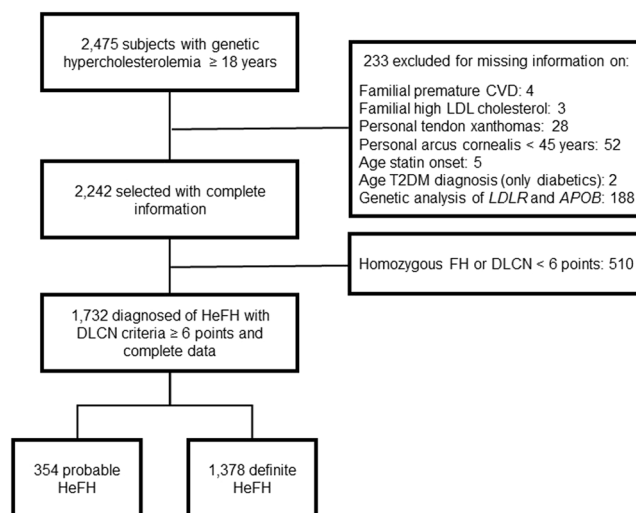 2,475 subjects with genetic
hypercholesterolemia ≥ 18 years
233 excluded for missing information on:
Familial premature CVD: 4
Familial high LDL cholesterol: 3
Personal tendon xanthomas: 28
Personal arcus cornealis < 45 years: 52
Age statin onset: 5
Age T2DM diagnosis (only diabetics): 2
Genetic analysis of LDLR and APOB: 188
2,242 selected with complete
information
Homozygous FH or DLCN < 6 points: 510
1,732 diagnosed of HeFH with
DLCN criteria ≥ 6 points and
complete data
354 probable
HeFH
1,378 definite
HeFH